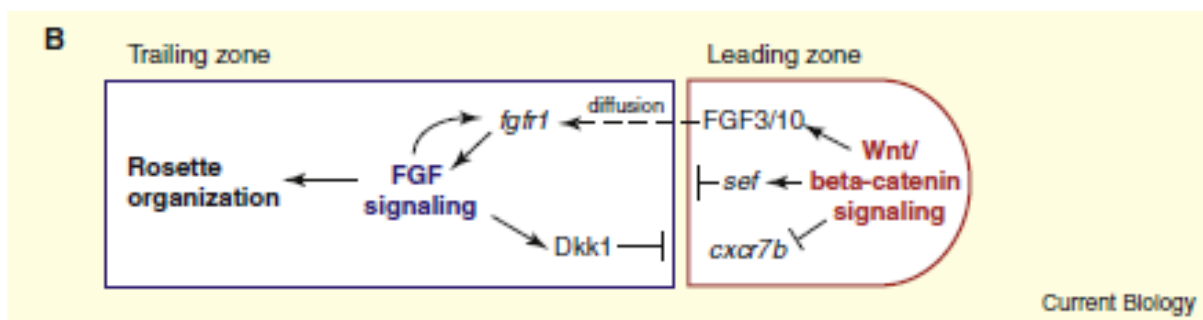 B
Trailing zone
Leading zone
diffusion
fgfr1
FGF3/10
Wnt/
beta-catenin
signaling
Rosette
organization
FGF
signaling
sef
Dkk1
cxcr7b
Current Biology